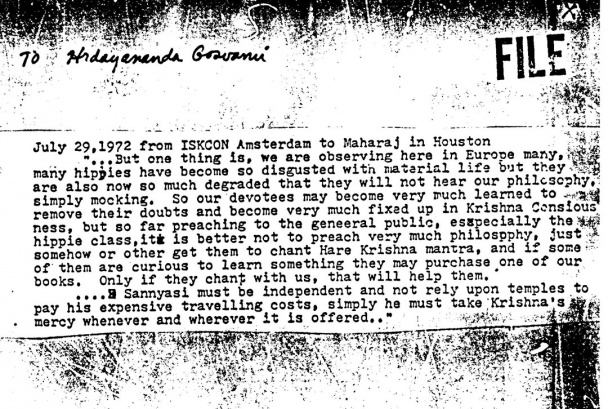 TO Hrdayananda Goswami
FILE
July 29,1972 from ISKCON Amsterdam to Maharaj in Houston
"...But one thing is, we are observing here in Europe many,
many hippies have become so disgusted with material life but they
are also now so much degraded that they will not hear our philcsophy,
simply mocking. So our devotees may become very much learned to
remove their doubts and become very much fixed up in Krishna Consious
ness, but so far preaching to the geneeral public, esxpecially the
hippie class,itx is better not to preach very much philosophy, just
somehow or other get them to chant Hare Krishna mantra, and if some
of them are curious to learn something they may purchase one of our
books. Only if they chant with us, that will help them.
....A Sannyasi must be independent and not rely upon temples to
pay his expensive travelling costs, simply he must take Krishna's
mercy whenever and wherever it is offered.."